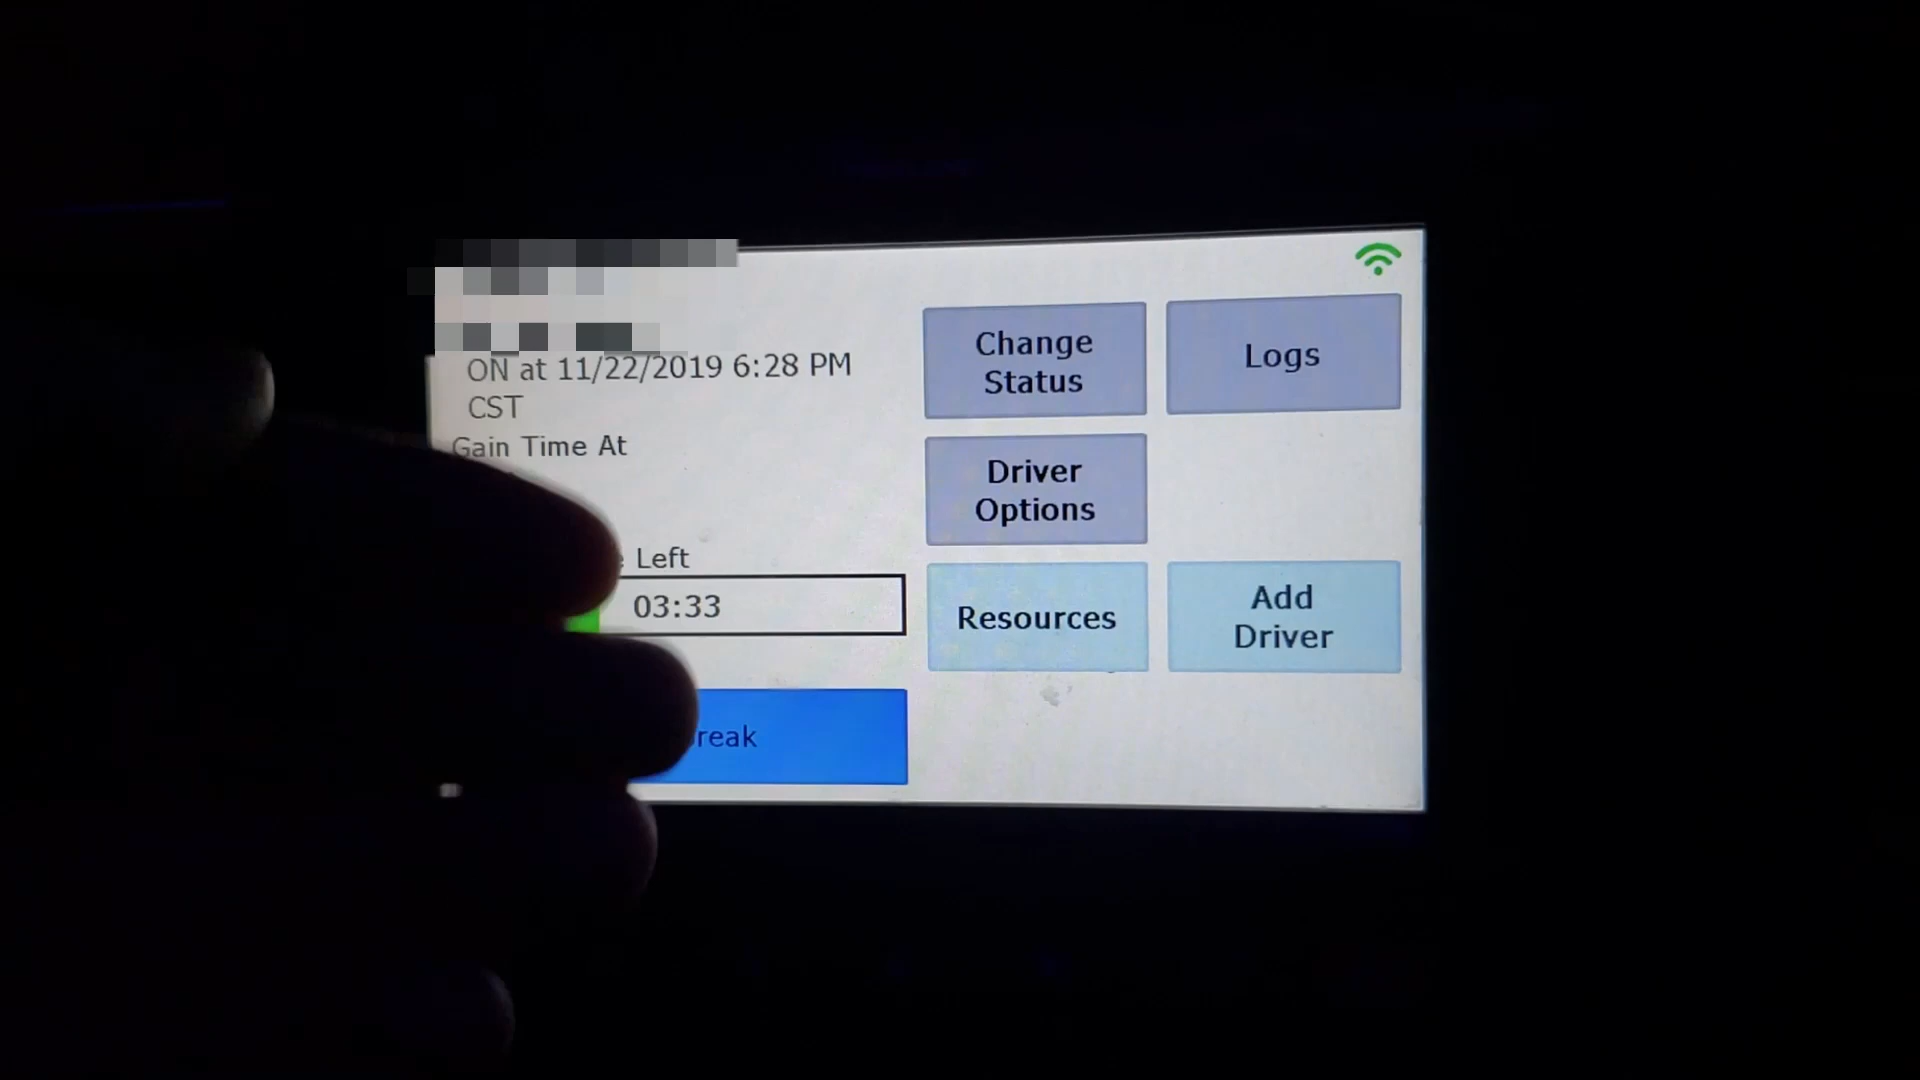 ON at 11/22/2019 6:28 PM
CST
Gain Time At
Left
03:33
Change
Status
Logs
Driver
Options
Resources
Add
Driver